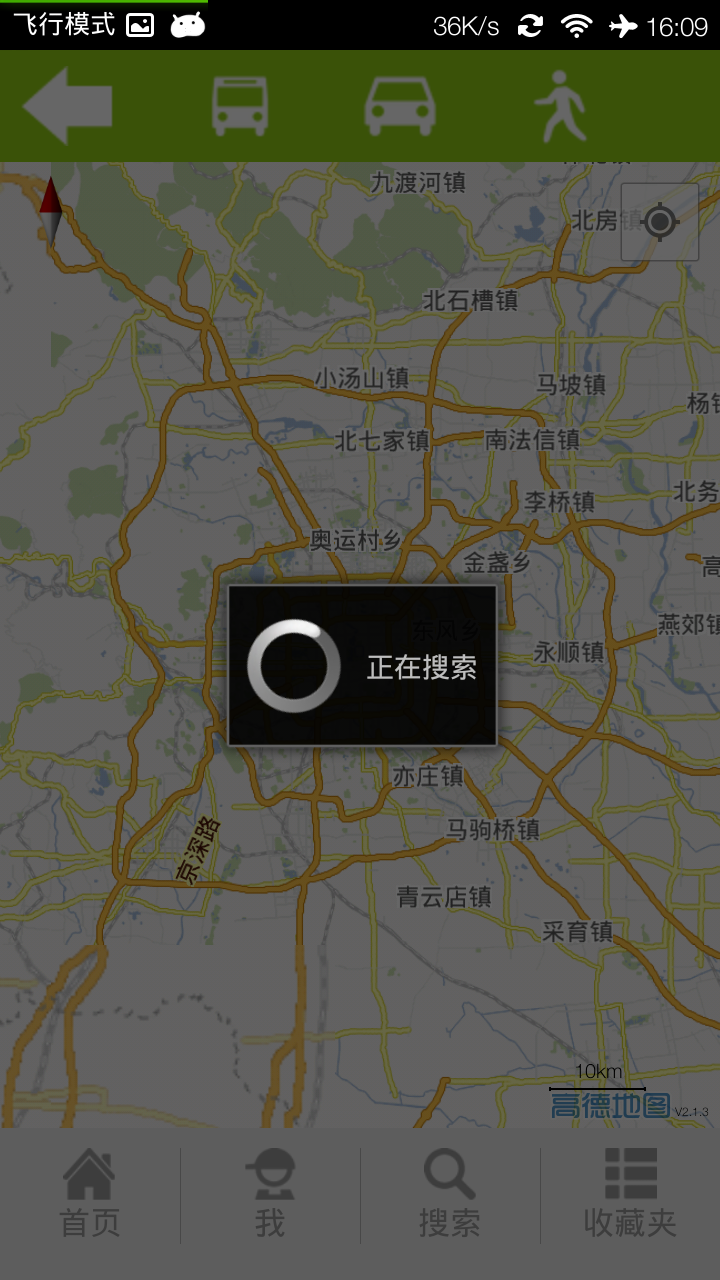 飞行模式 36K/s 16:09
九渡河镇
北房镇
北石槽镇
小汤山镇
马坡镇
杨镇
北七家镇
南法信镇
北务
李桥镇
奥运村乡
金盏乡
高
燕郊镇
东风乡
永顺镇
正在搜索
亦庄镇
马驹桥镇
京深路
青云店镇
采育镇
10km
高德地图 V2.1.3
首页 我 搜索 收藏夹